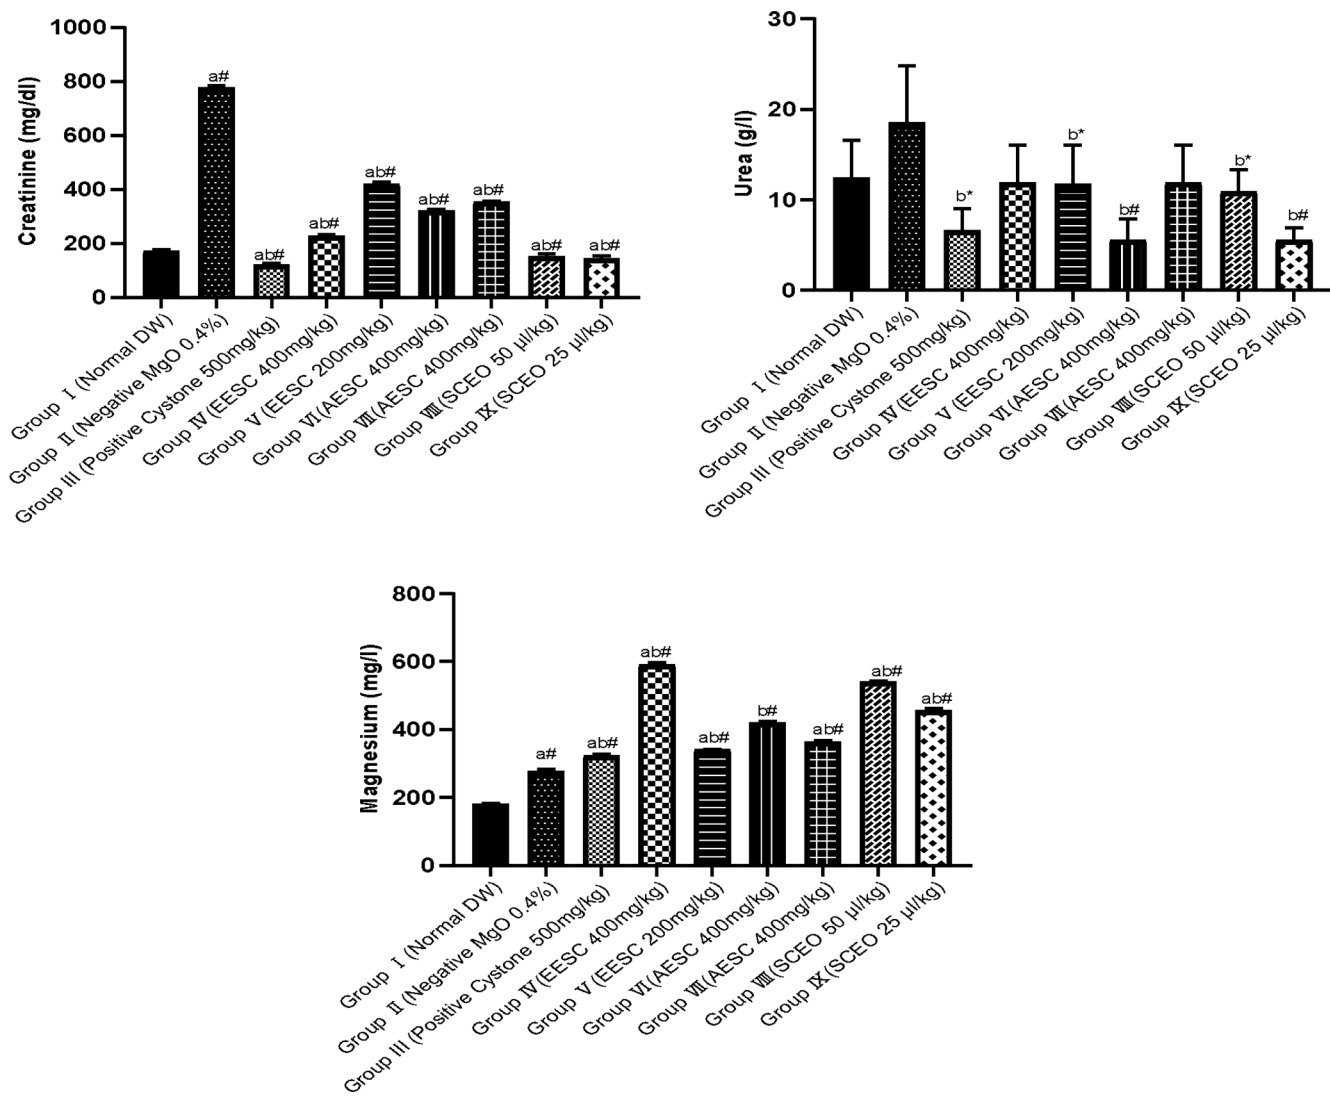 Creatinine (mg/dl)
1000
800
600
400
200
0
a#
ab#
ab#
ab#
ab#
ab#
ab#
ab#
Group Ⅰ (Normal DW)
Group Ⅱ (Negative MgO 0.4%)
Group III (Positive Cystone 500mg/kg)
Group Ⅳ (EESC 400mg/kg)
Group Ⅴ (EESC 200mg/kg)
Group Ⅵ (AESC 400mg/kg)
Group Ⅶ (AESC 400mg/kg)
Group Ⅷ (SCEO 50 µl/kg)
Group Ⅸ (SCEO 25 µl/kg)
Urea (g/l)
30
20
10
0
b*
b*
b#
b*
b#
Group Ⅰ (Normal DW)
Group Ⅱ (Negative MgO 0.4%)
Group III (Positive Cystone 500mg/kg)
Group Ⅳ (EESC 400mg/kg)
Group Ⅴ (EESC 200mg/kg)
Group Ⅵ (AESC 400mg/kg)
Group Ⅶ (AESC 400mg/kg)
Group Ⅷ (SCEO 50 µl/kg)
Group Ⅸ (SCEO 25 µl/kg)
Magnesium (mg/l)
800
600
400
200
0
a#
ab#
ab#
ab#
b#
ab#
ab#
ab#
Group Ⅰ (Normal DW)
Group Ⅱ (Negative MgO 0.4%)
Group III (Positive Cystone 500mg/kg)
Group Ⅳ (EESC 400mg/kg)
Group Ⅴ (EESC 200mg/kg)
Group Ⅵ (AESC 400mg/kg)
Group Ⅶ (AESC 400mg/kg)
Group Ⅷ (SCEO 50 µl/kg)
Group Ⅸ (SCEO 25 µl/kg)